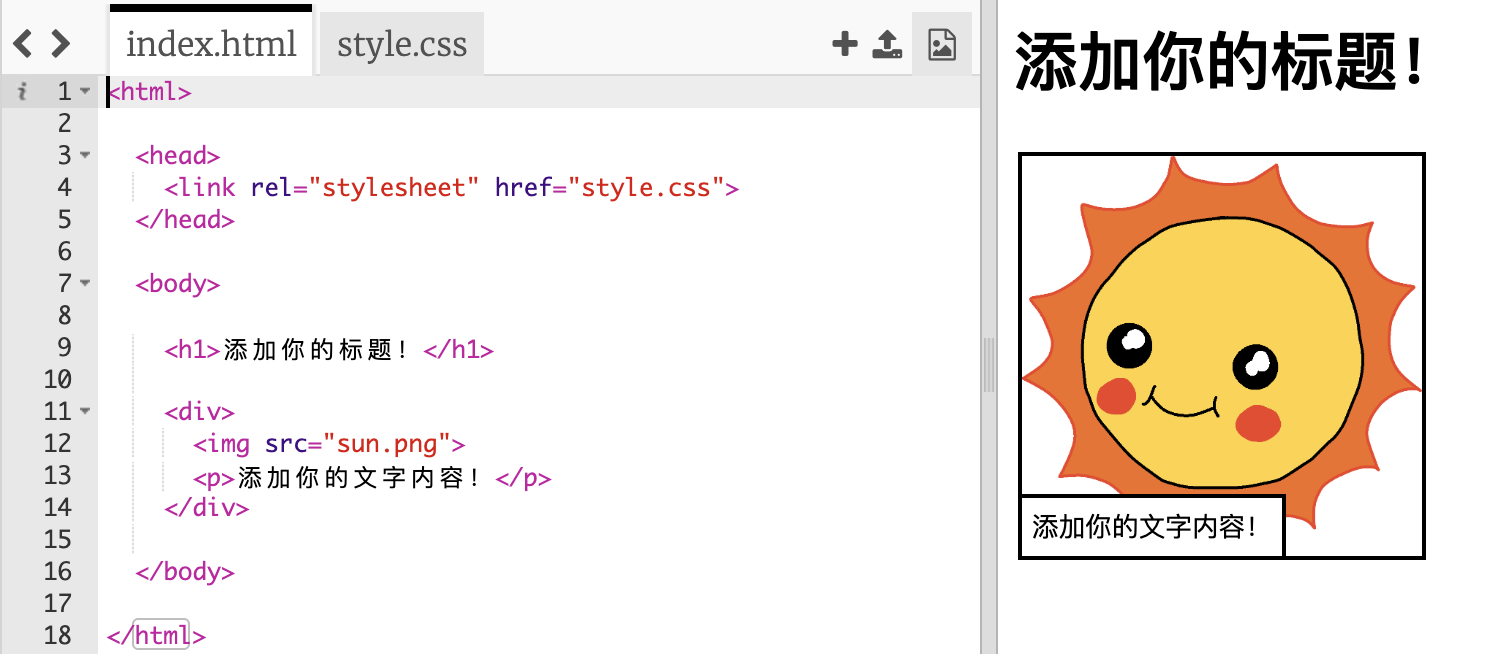 index.html style.css
1 <html>
2
3 <head>
4 <link rel="stylesheet" href="style.css">
5 </head>
6
7 <body>
8
9 <h1>添加你的标题！</h1>
10
11 <div>
12 <img src="sun.png">
13 <p>添加你的文字内容！</p>
14 </div>
15
16 </body>
17
18 </html>
添加你的标题！
添加你的文字内容！